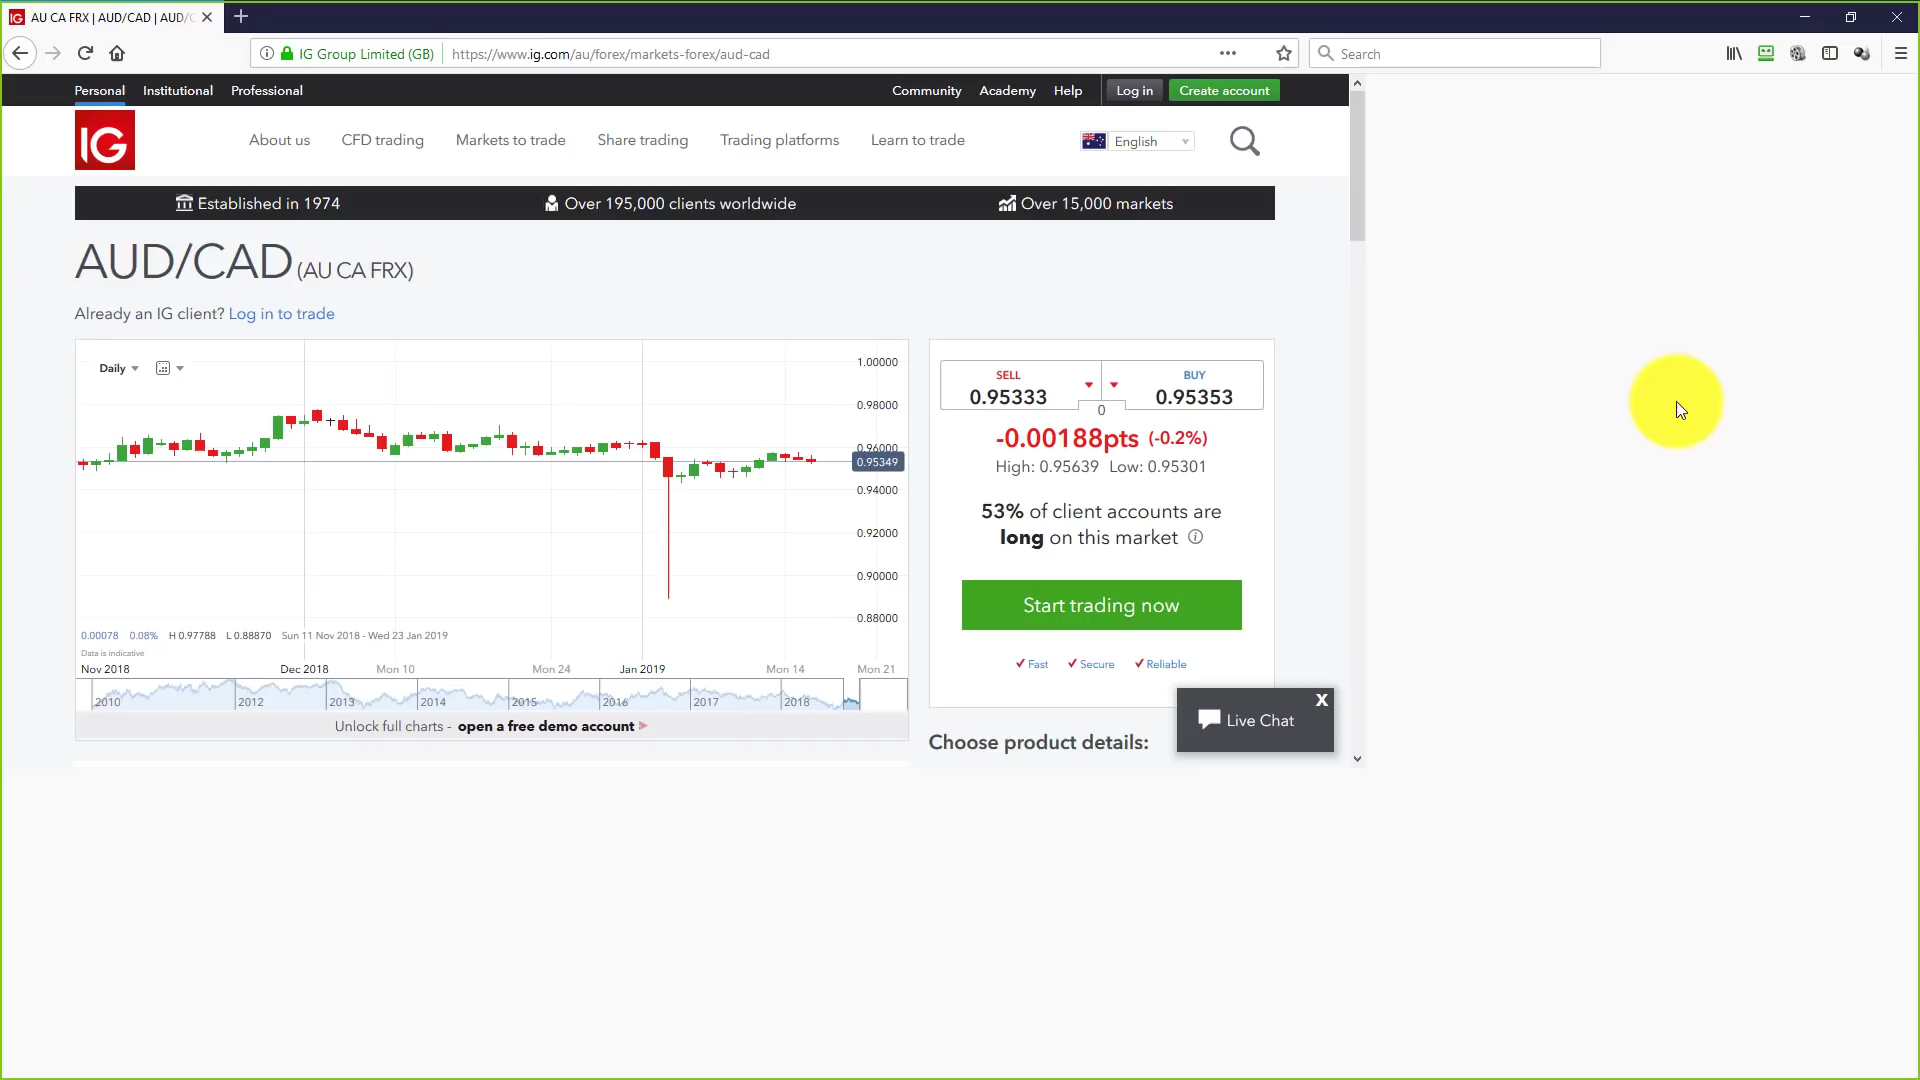 AU CA FRX | AUD/CAD | AUD/C
IG Group Limited (GB) https://www.ig.com/au/forex/markets-forex/aud-cad Search
Personal Institutional Professional Community Academy Help Log in Create account
IG About us CFD trading Markets to trade Share trading Trading platforms Learn to trade English
Established in 1974 Over 195,000 clients worldwide Over 15,000 markets
AUD/CAD (AU CA FRX)
Already an IG client? Log in to trade
Daily
1.00000
0.98000
0.96000
0.95349
0.94000
0.92000
0.90000
0.88000
0.00078 0.08% H 0.97788 L 0.88870 Sun 11 Nov 2018 - Wed 23 Jan 2019
Data is indicative
Nov 2018 Dec 2018 Mon 10 Mon 24 Jan 2019 Mon 14 Mon 21
2010 2012 2013 2014 2015 2016 2017 2018
Unlock full charts - open a free demo account
SELL BUY
0.95333 0.95353
0
-0.00188pts (-0.2%)
High: 0.95639 Low: 0.95301
53% of client accounts are
long on this market
Start trading now
Fast Secure Reliable
X
Live Chat
Choose product details: